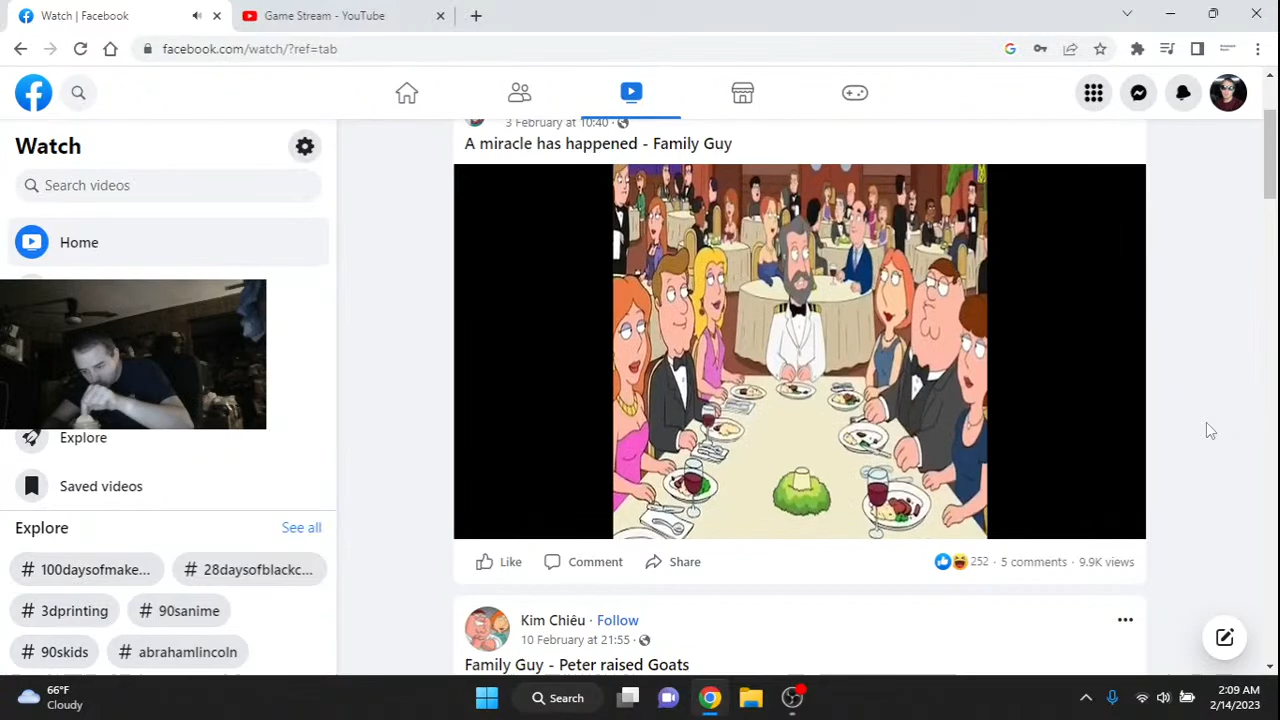 Watch | Facebook
Game Stream - YouTube
facebook.com/watch/?ref=tab
3 February at 10:40
A miracle has happened - Family Guy
Watch
Search videos
Home
Explore
Saved videos
Explore
See all
# 100daysofmake...
# 28daysofblackc...
# 3dprinting
# 90sanime
# 90skids
# abrahamlincoln
Like
Comment
Share
252 · 5 comments · 9.9K views
Kim Chiêu · Follow
10 February at 21:55
Family Guy - Peter raised Goats
66°F
Cloudy
Search
2:09 AM
2/14/2023